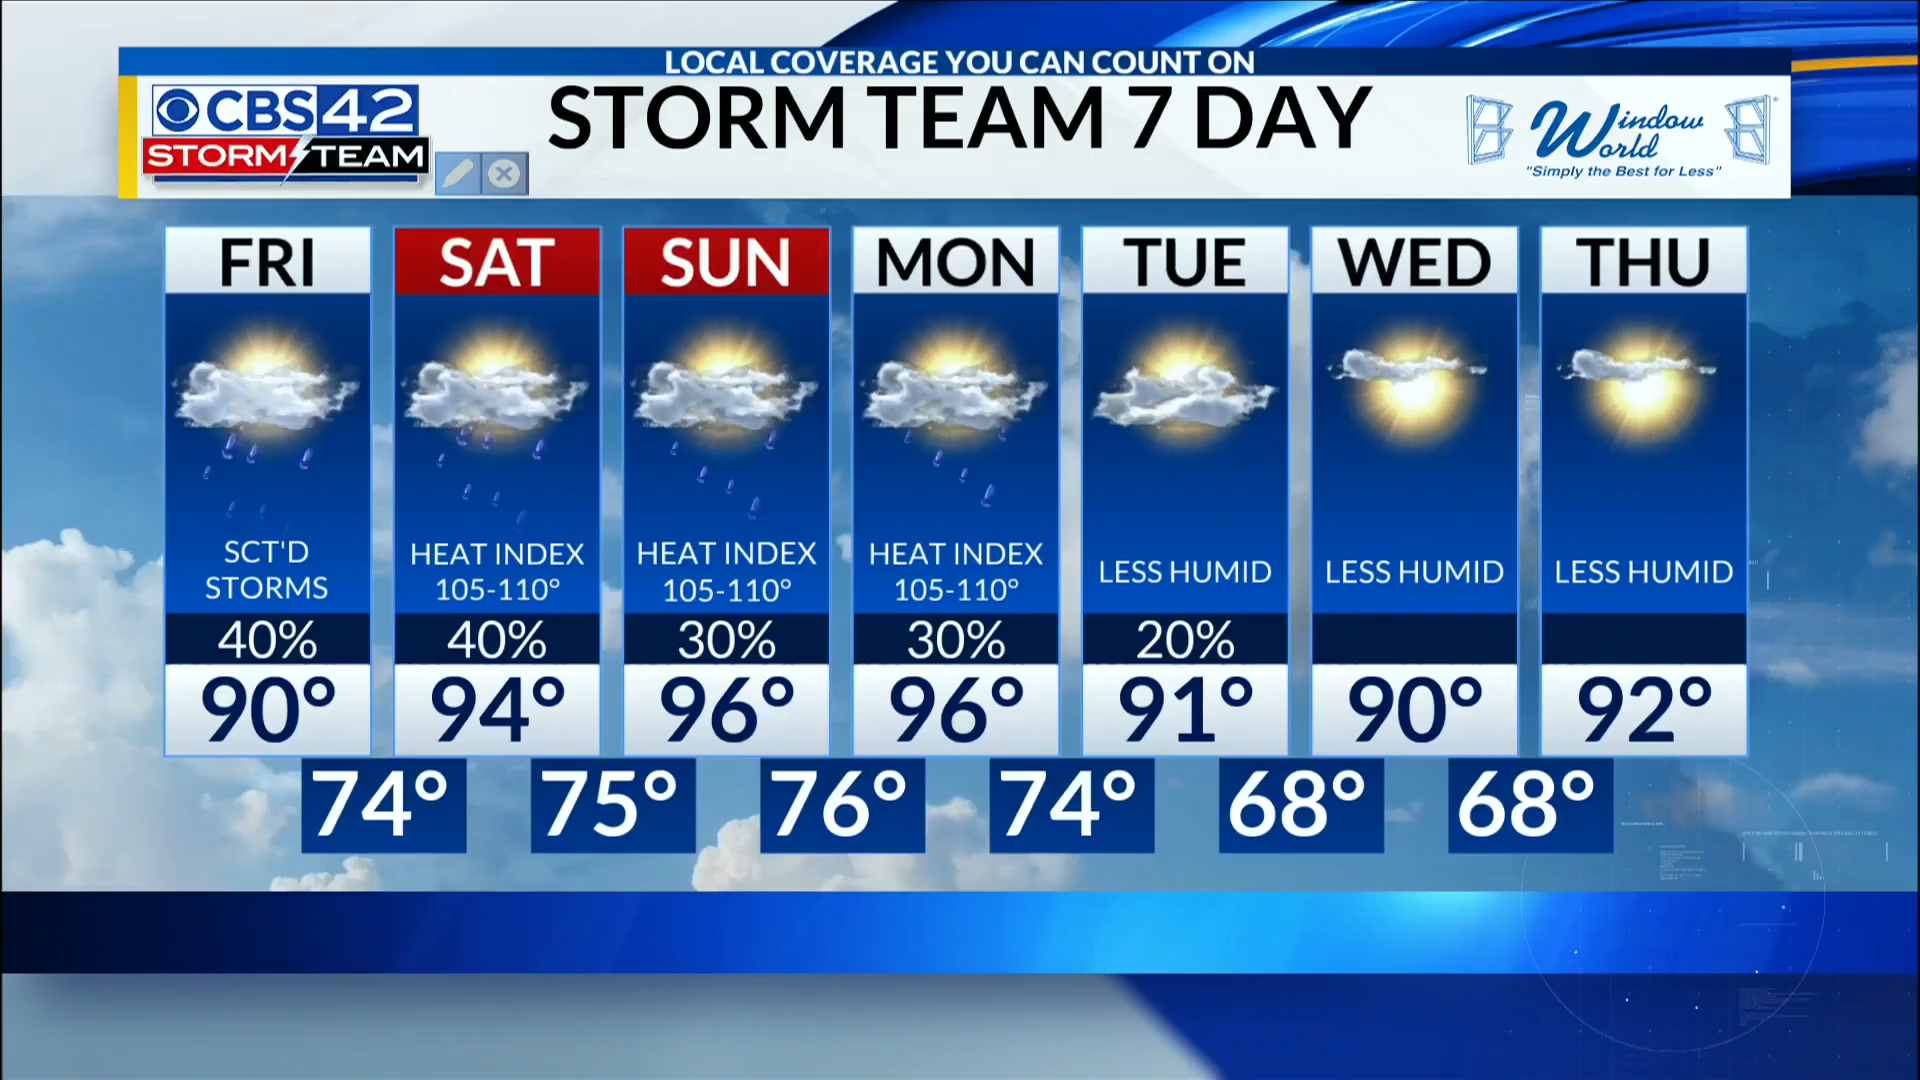 LOCAL COVERAGE YOU CAN COUNT ON
CBS 42
STORM TEAM
STORM TEAM 7 DAY
Window
World
"Simply the Best for Less"
FRI SAT SUN MON TUE WED THU
SCT'D
STORMS
HEAT INDEX
105-110°
HEAT INDEX
105-110°
HEAT INDEX
105-110°
LESS HUMID
LESS HUMID
LESS HUMID
40% 40% 30% 30% 20%
90° 94° 96° 96° 91° 90° 92°
74° 75° 76° 74° 68° 68°